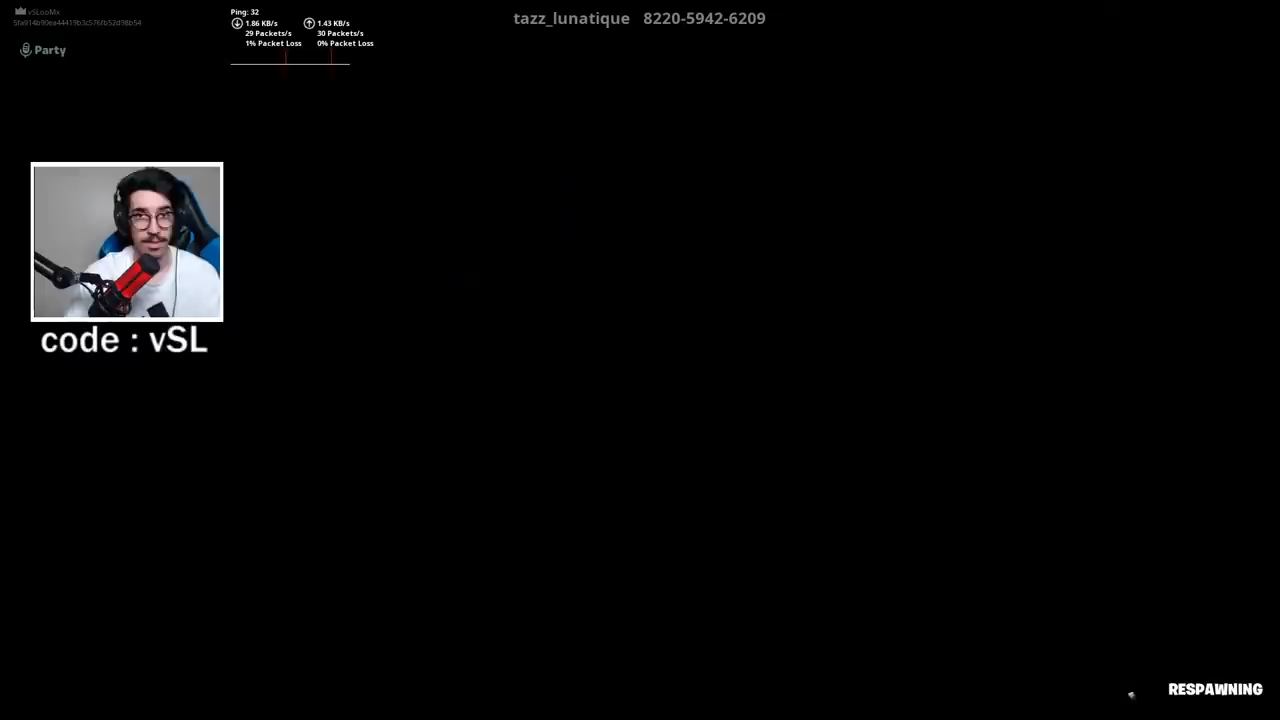 vSLooMx
5fa914b90ea44419b3c576fb52d98b54
Party
Ping: 32
1.86 KB/s 1.43 KB/s
29 Packets/s 30 Packets/s
1% Packet Loss 0% Packet Loss
tazz_lunatique 8220-5942-6209
code : vSL
RESPAWNING